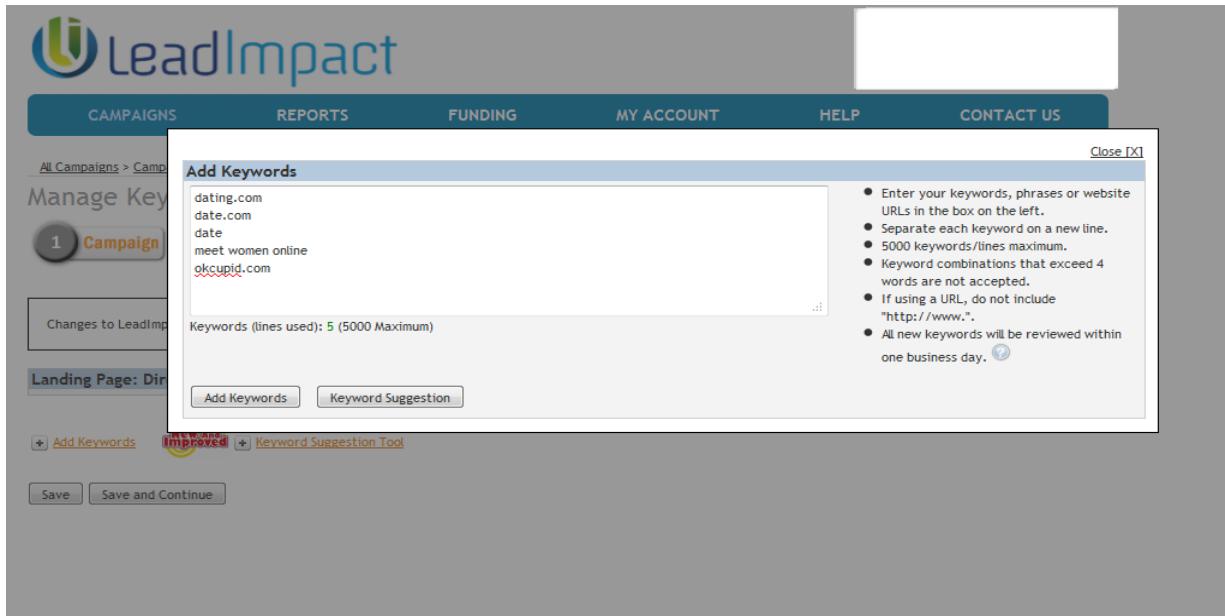 LeadImpact
CAMPAIGNS REPORTS FUNDING MY ACCOUNT HELP CONTACT US
Close [X]
All Campaigns > Camp
Manage Key
1 Campaign
Changes to LeadImp
Landing Page: Dir
Add Keywords
dating.com
date.com
date
meet women online
okcupid.com
Keywords (lines used): 5 (5000 Maximum)
Add Keywords Keyword Suggestion
Enter your keywords, phrases or website
URLs in the box on the left.
Separate each keyword on a new line.
5000 keywords/lines maximum.
Keyword combinations that exceed 4
words are not accepted.
If using a URL, do not include
"http://www.".
All new keywords will be reviewed within
one business day. ?
+ Add Keywords New And Improved + Keyword Suggestion Tool
Save Save and Continue